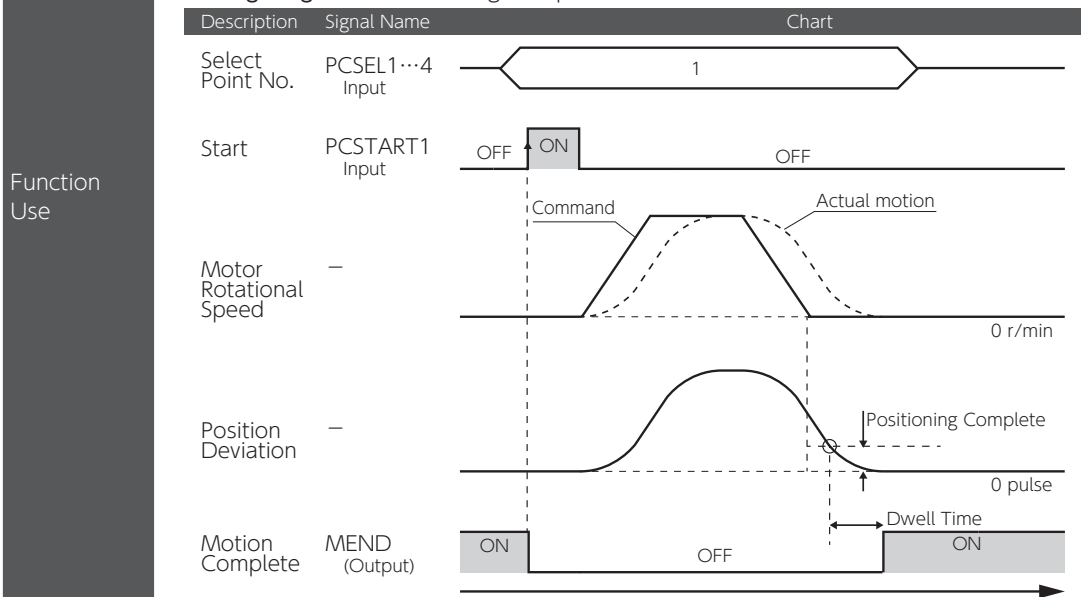 Description Signal Name Chart
Function
Use
Select
Point No.
PCSEL1…4
Input
1
Start
PCSTART1
Input
OFF
ON
OFF
Command
Actual motion
Motor
Rotational
Speed
–
0 r/min
Position
Deviation
–
Positioning Complete
0 pulse
Dwell Time
Motion
Complete
MEND
(Output)
ON
OFF
ON